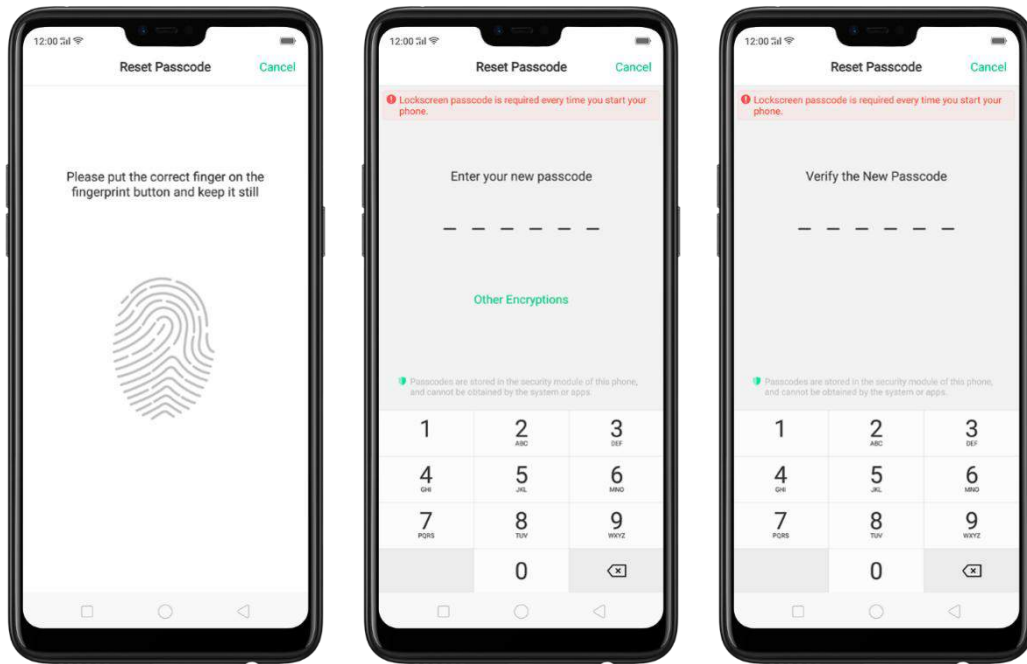 12:00
Reset Passcode Cancel
Please put the correct finger on the
fingerprint button and keep it still
12:00
Reset Passcode Cancel
Lockscreen passcode is required every time you start your
phone.
Enter your new passcode
Other Encryptions
Passcodes are stored in the security module of this phone,
and cannot be obtained by the system or apps.
1 2 3
ABC DEF
4 5 6
GHI JKL MNO
7 8 9
PQRS TUV WXYZ
0
12:00
Reset Passcode Cancel
Lockscreen passcode is required every time you start your
phone.
Verify the New Passcode
Passcodes are stored in the security module of this phone,
and cannot be obtained by the system or apps.
1 2 3
ABC DEF
4 5 6
GHI JKL MNO
7 8 9
PQRS TUV WXYZ
0